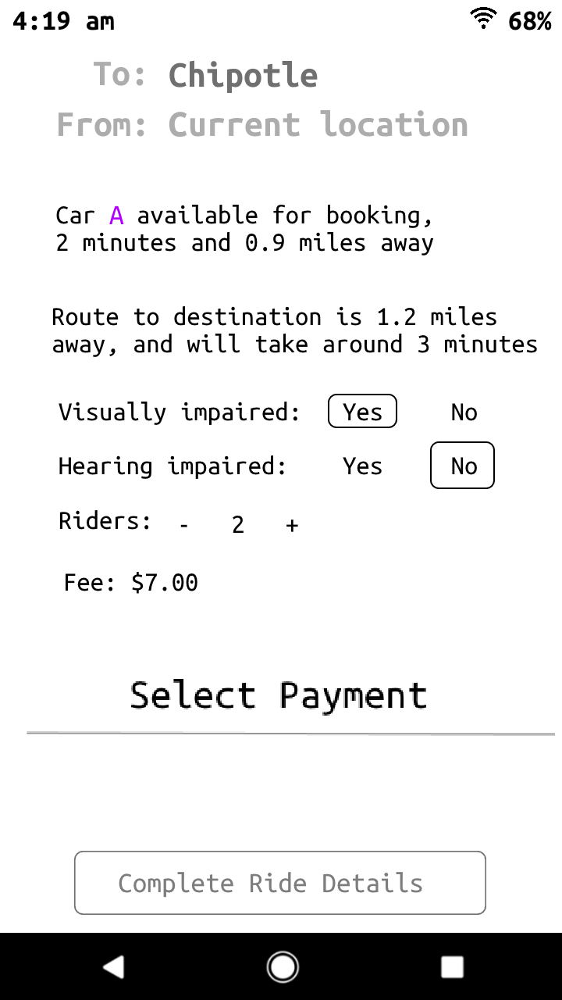 4:19 am 68%
To: Chipotle
From: Current location
Car A available for booking,
2 minutes and 0.9 miles away
Route to destination is 1.2 miles
away, and will take around 3 minutes
Visually impaired: Yes No
Hearing impaired: Yes No
Riders: - 2 +
Fee: $7.00
Select Payment
Complete Ride Details